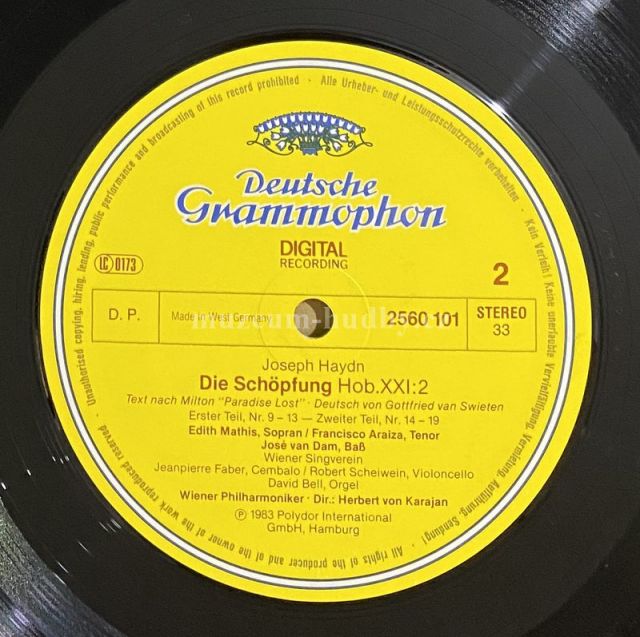 Unauthorised copying, hiring, lending, public performance and broadcasting of this record prohibited · Alle Urheber- und Leistungsschutzrechte vorbehalten · Kein Verleih! Keine unerlaubte Vervielfältigung, Vermietung, Aufführung, Sendung! · All rights of the producer and of the owner of the work reproduced reserved
Deutsche
Grammophon
DIGITAL
RECORDING
LC 0173
2
D. P.
Made in West Germany
2560 101
STEREO
33
Joseph Haydn
Die Schöpfung Hob.XXI:2
Text nach Milton "Paradise Lost" · Deutsch von Gottfried van Swieten
Erster Teil, Nr. 9 – 13 — Zweiter Teil, Nr. 14 – 19
Edith Mathis, Sopran / Francisco Araiza, Tenor
José van Dam, Baß
Wiener Singverein
Jeanpierre Faber, Cembalo / Robert Scheiwein, Violoncello
David Bell, Orgel
Wiener Philharmoniker · Dir.: Herbert von Karajan
℗ 1983 Polydor International
GmbH, Hamburg